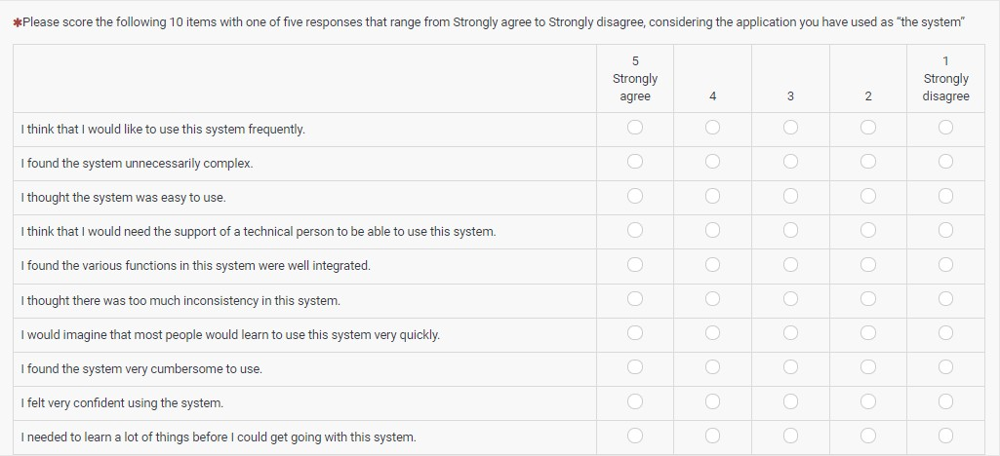 *Please score the following 10 items with one of five responses that range from Strongly agree to Strongly disagree, considering the application you have used as “the system”
5
Strongly
agree
4
3
2
1
Strongly
disagree
I think that I would like to use this system frequently.
I found the system unnecessarily complex.
I thought the system was easy to use.
I think that I would need the support of a technical person to be able to use this system.
I found the various functions in this system were well integrated.
I thought there was too much inconsistency in this system.
I would imagine that most people would learn to use this system very quickly.
I found the system very cumbersome to use.
I felt very confident using the system.
I needed to learn a lot of things before I could get going with this system.